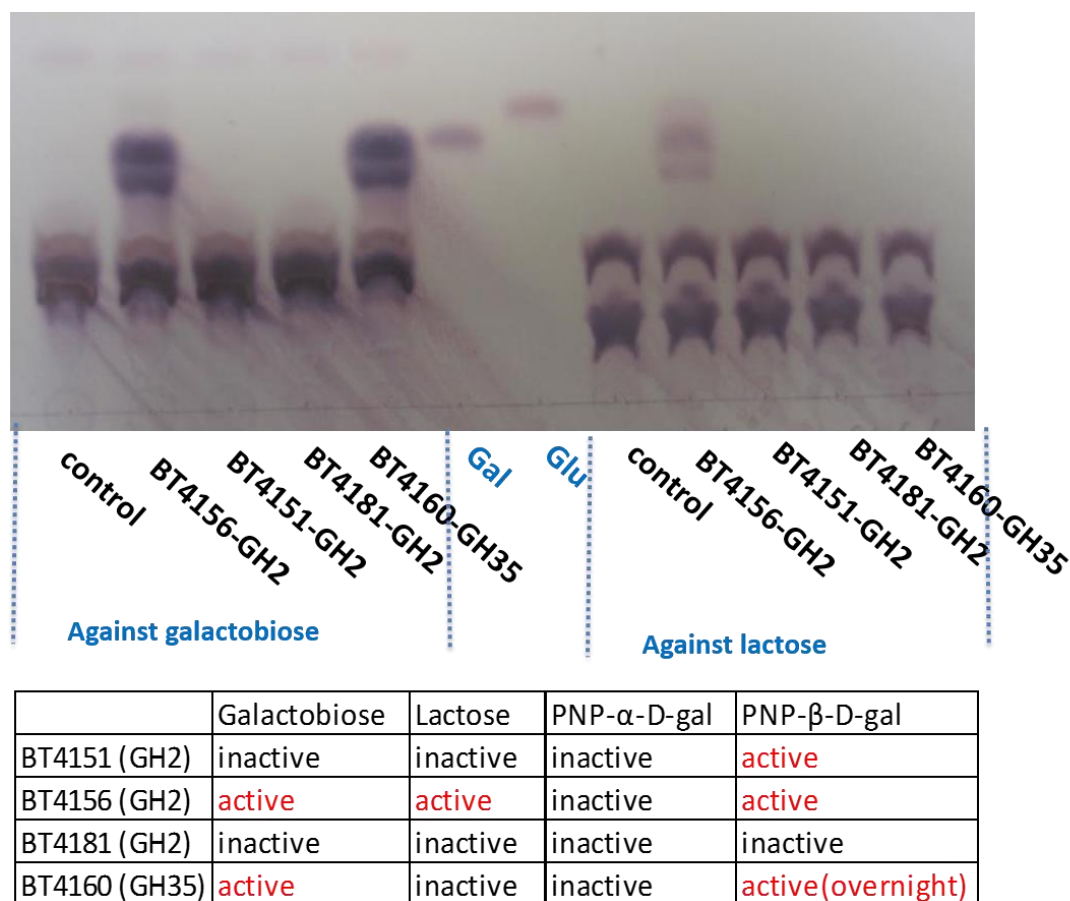 control
BT4156-GH2
BT4151-GH2
BT4181-GH2
BT4160-GH35
Gal
Glu
control
BT4156-GH2
BT4151-GH2
BT4181-GH2
BT4160-GH35
Against galactobiose
Against lactose
Galactobiose Lactose PNP-α-D-gal PNP-β-D-gal
BT4151 (GH2) inactive inactive inactive active
BT4156 (GH2) active active inactive active
BT4181 (GH2) inactive inactive inactive inactive
BT4160 (GH35) active inactive inactive active(overnight)